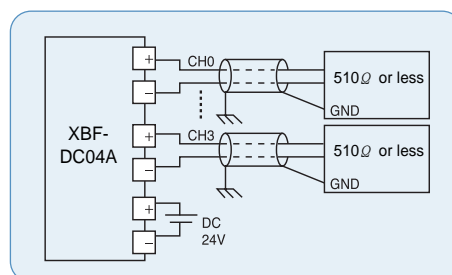 +
CH0
−
510Ω or less
GND
XBF-
DC04A
+
CH3
−
510Ω or less
GND
+
DC
24V
−